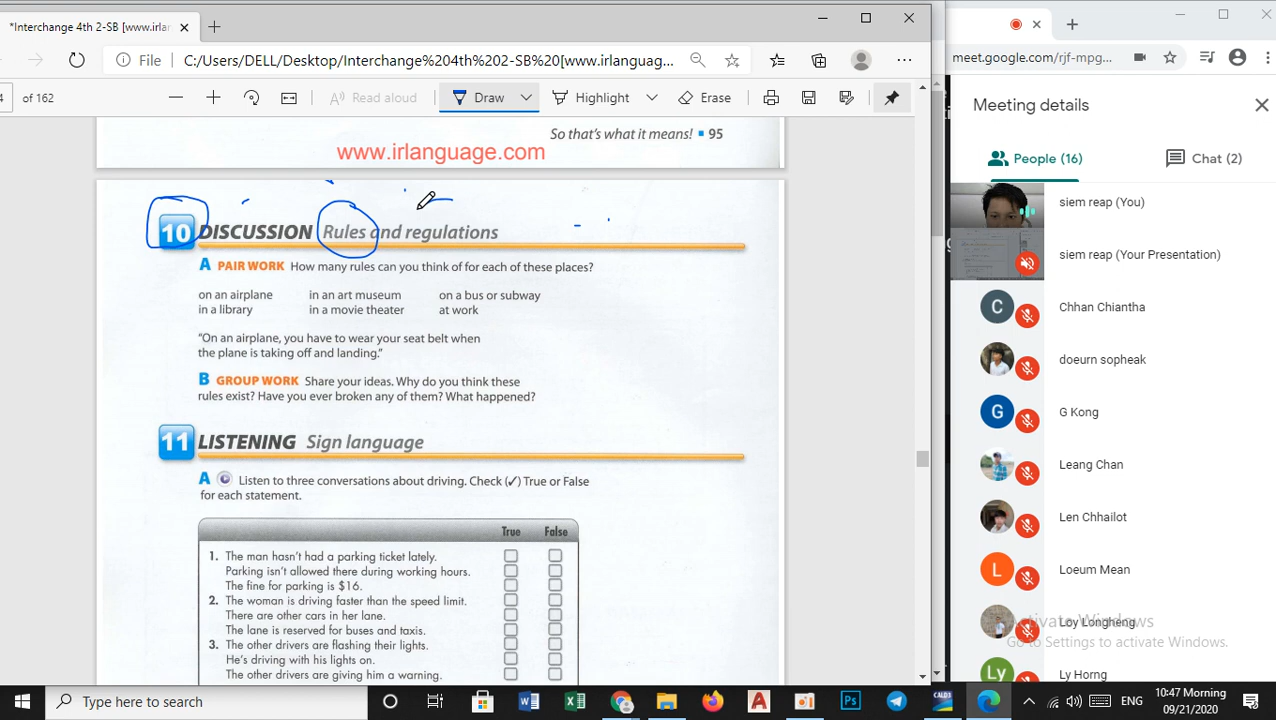 *Interchange 4th 2-SB [www.irlan
File
C:/Users/DELL/Desktop/Interchange%204th%202-SB%20[www.irlanguag...
of 162
Read aloud
Draw
Highlight
Erase
So that's what it means! ▪ 95
www.irlanguage.com
10 DISCUSSION Rules and regulations
A PAIR WORK How many rules can you think of for each of these places?
on an airplane in an art museum on a bus or subway
in a library in a movie theater at work
"On an airplane, you have to wear your seat belt when
the plane is taking off and landing."
B GROUP WORK Share your ideas. Why do you think these
rules exist? Have you ever broken any of them? What happened?
11 LISTENING Sign language
A Listen to three conversations about driving. Check (✓) True or False
for each statement.
True False
1. The man hasn't had a parking ticket lately.
Parking isn't allowed there during working hours.
The fine for parking is $16.
2. The woman is driving faster than the speed limit.
There are other cars in her lane.
The lane is reserved for buses and taxis.
3. The other drivers are flashing their lights.
He's driving with his lights on.
The other drivers are giving him a warning.
meet.google.com/rjf-mpg...
Meeting details
People (16)
Chat (2)
siem reap (You)
siem reap (Your Presentation)
C
Chhan Chiantha
doeurn sopheak
G
G Kong
Leang Chan
Len Chhailot
L
Loeum Mean
Loy Longheng
Ly
Ly Horng
Activate Windows
Go to Settings to activate Windows.
Type here to search
ENG
10:47 Morning
09/21/2020